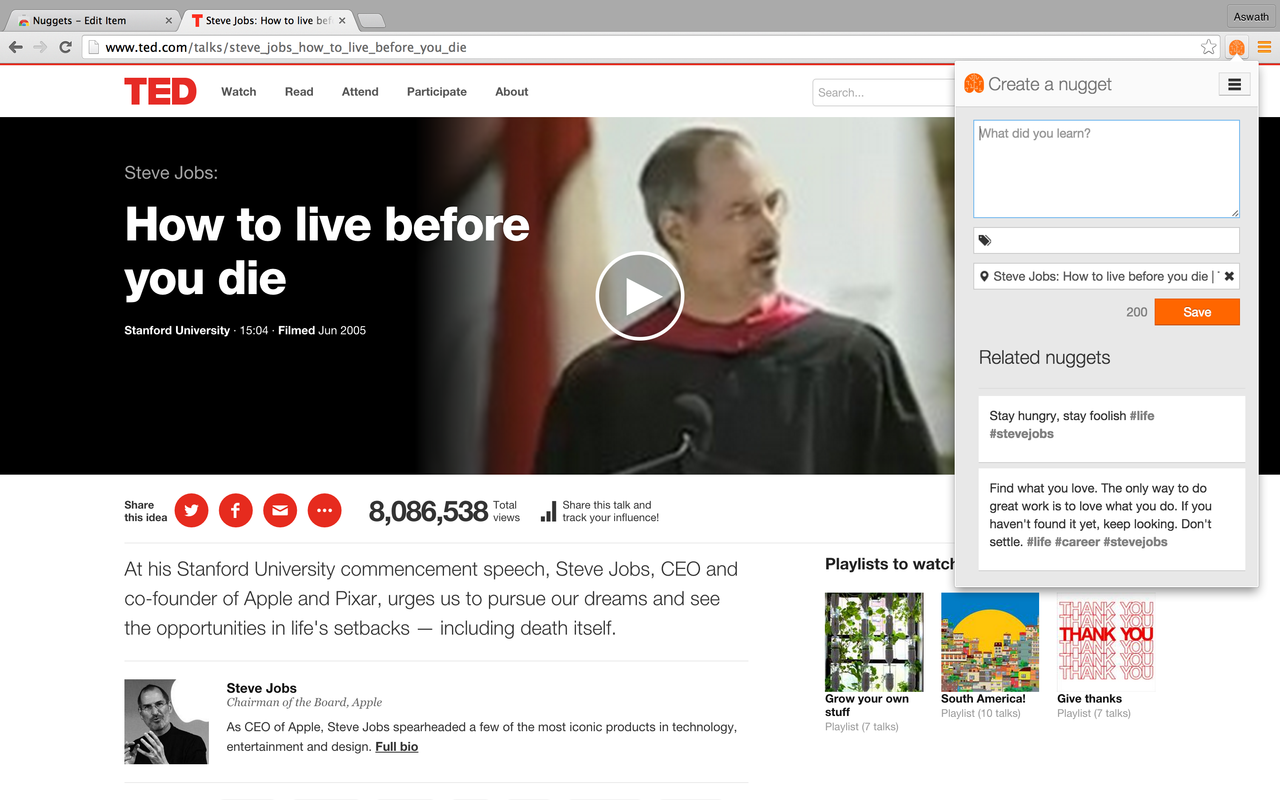 Nuggets – Edit Item
Steve Jobs: How to live bef
Aswath
www.ted.com/talks/steve_jobs_how_to_live_before_you_die
TED
Watch
Read
Attend
Participate
About
Search...
Steve Jobs:
How to live before
you die
Stanford University · 15:04 · Filmed Jun 2005
Create a nugget
What did you learn?
Steve Jobs: How to live before you die |
200
Save
Related nuggets
Stay hungry, stay foolish #life
#stevejobs
Find what you love. The only way to do
great work is to love what you do. If you
haven't found it yet, keep looking. Don't
settle. #life #career #stevejobs
Share
this idea
8,086,538
Total
views
Share this talk and
track your influence!
At his Stanford University commencement speech, Steve Jobs, CEO and
co-founder of Apple and Pixar, urges us to pursue our dreams and see
the opportunities in life's setbacks — including death itself.
Steve Jobs
Chairman of the Board, Apple
As CEO of Apple, Steve Jobs spearheaded a few of the most iconic products in technology,
entertainment and design. Full bio
Playlists to watch
THANK YOU
THANK YOU
THANK YOU
THANK YOU
THANK YOU
THANK YOU
Grow your own
stuff
Playlist (7 talks)
South America!
Playlist (10 talks)
Give thanks
Playlist (7 talks)